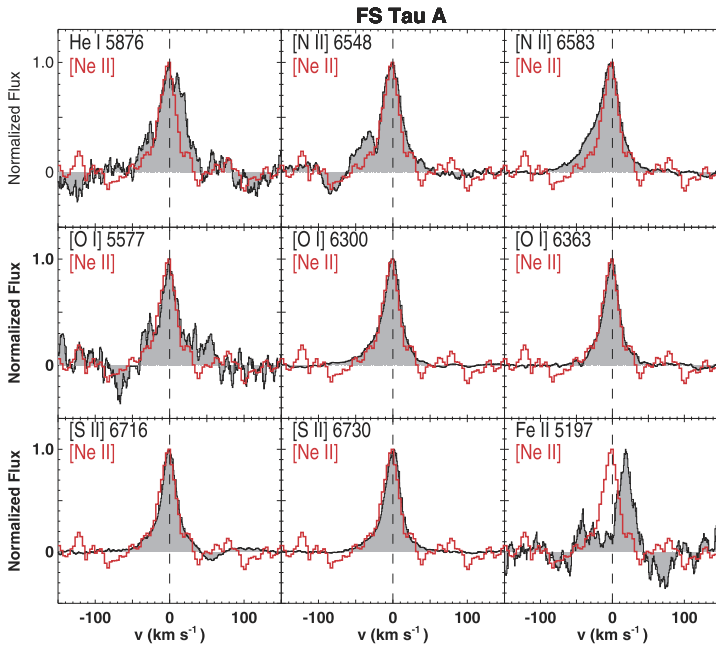 FS Tau A
He I 5876
[Ne II]
[N II] 6548
[Ne II]
[N II] 6583
[Ne II]
Normalized Flux
1.0
0
[O I] 5577
[Ne II]
[O I] 6300
[Ne II]
[O I] 6363
[Ne II]
Normalized Flux
1.0
0
[S II] 6716
[Ne II]
[S II] 6730
[Ne II]
Fe II 5197
[Ne II]
Normalized Flux
1.0
0
-100 0 100
-100 0 100
-100 0 100
v (km s⁻¹)
v (km s⁻¹)
v (km s⁻¹)